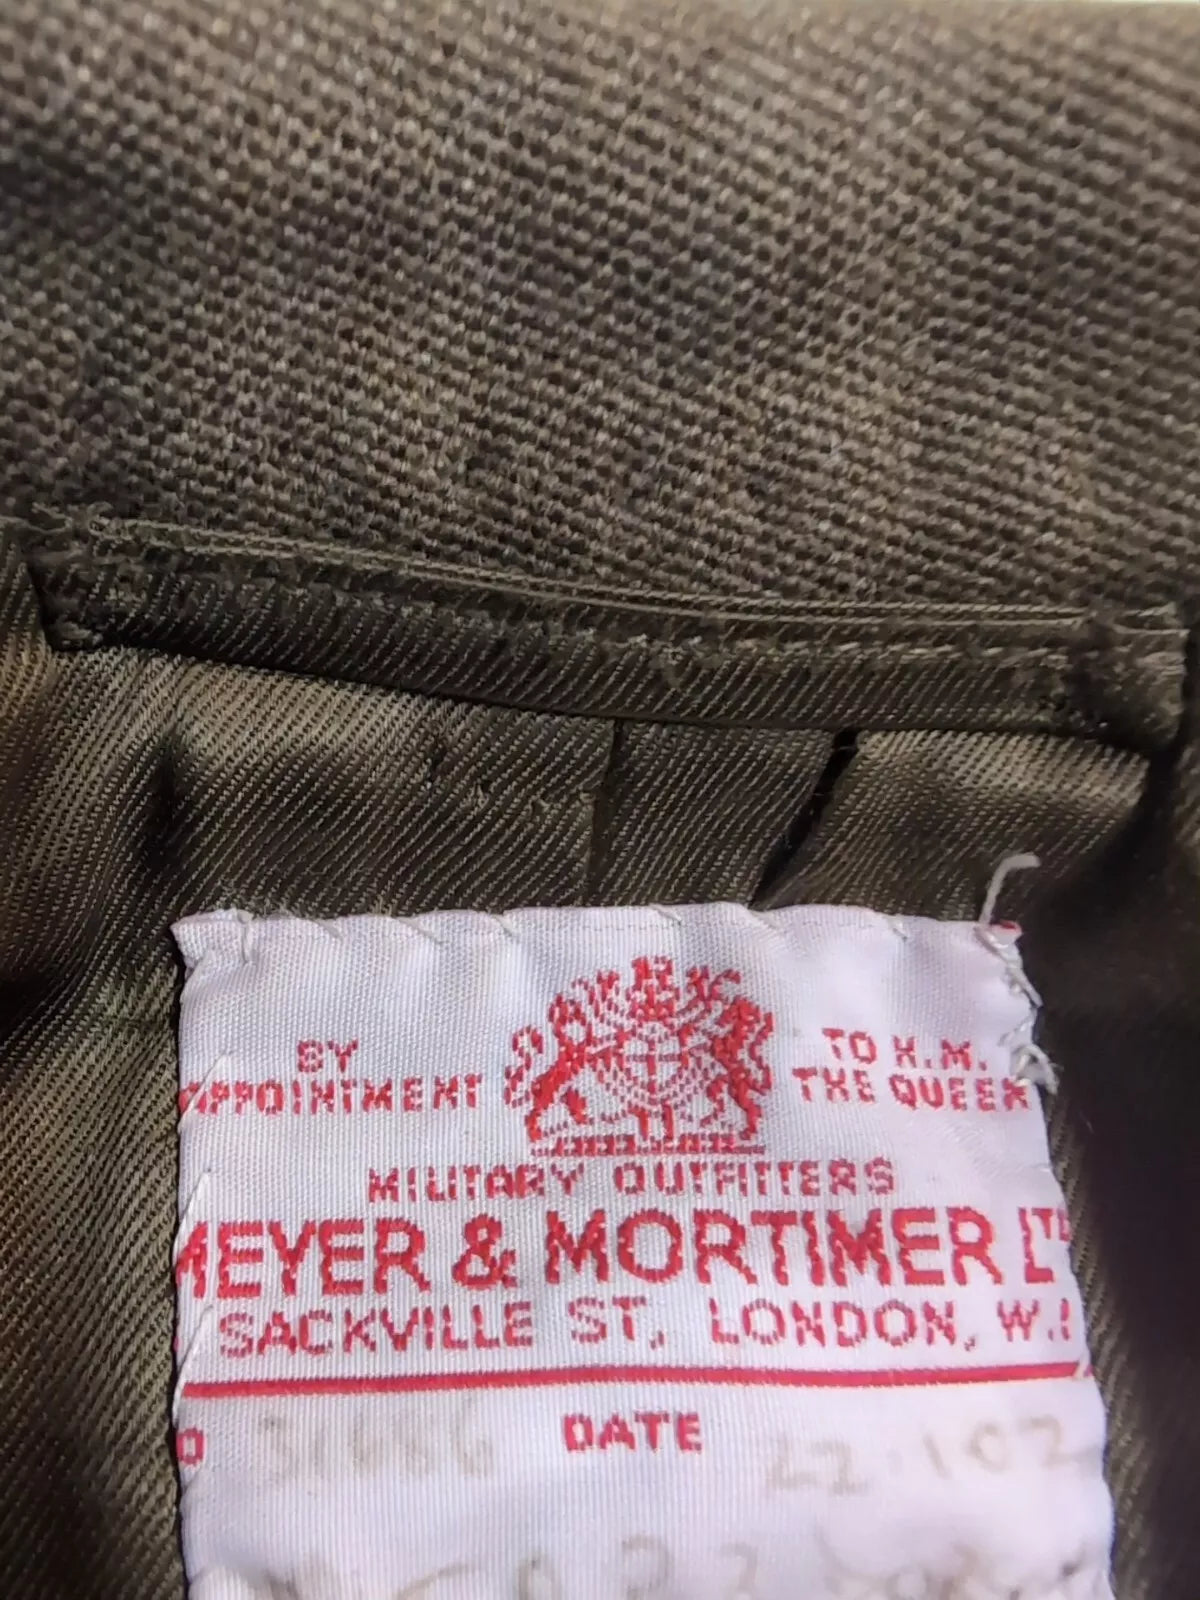 BY
TO H.M.
APPOINTMENT
THE QUEEN
MILITARY OUTFITTERS
MEYER & MORTIMER LTD
SACKVILLE ST, LONDON, W.1
DATE